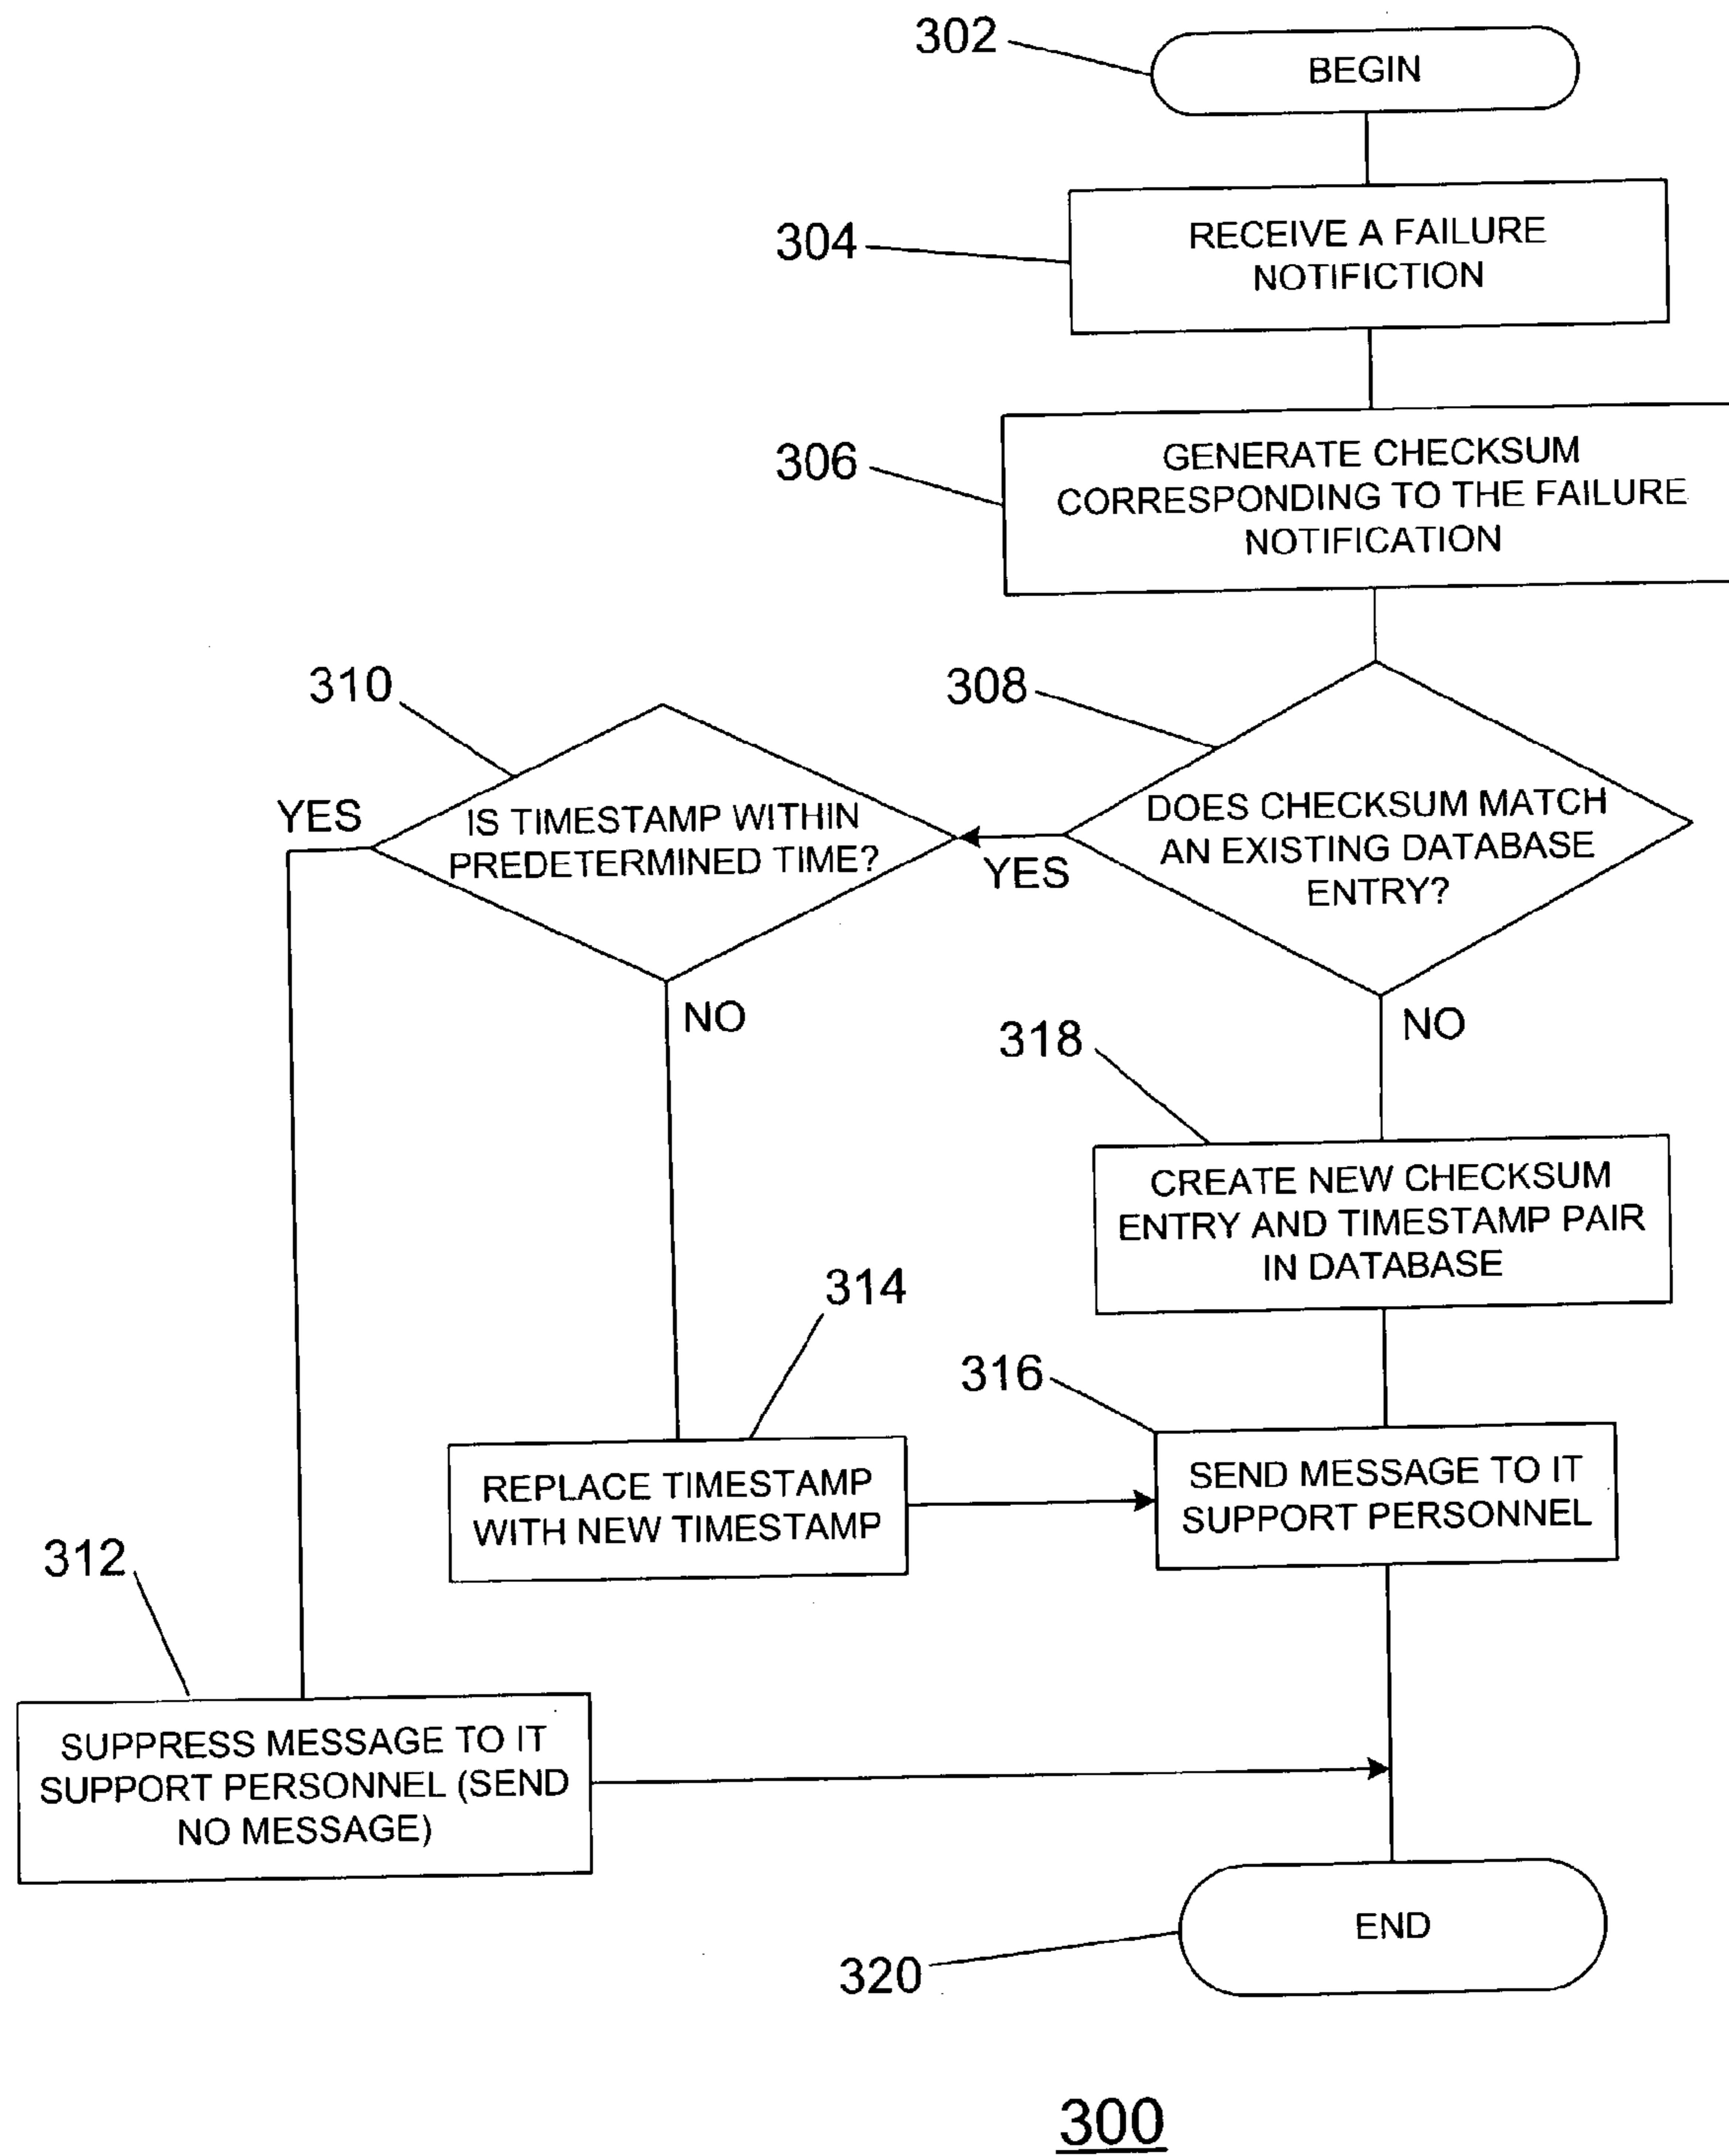 302
BEGIN
304
RECEIVE A FAILURE
NOTIFICTION
306
GENERATE CHECKSUM
CORRESPONDING TO THE FAILURE
NOTIFICATION
308
DOES CHECKSUM MATCH
AN EXISTING DATABASE
ENTRY?
YES
NO
310
IS TIMESTAMP WITHIN
PREDETERMINED TIME?
YES
NO
318
CREATE NEW CHECKSUM
ENTRY AND TIMESTAMP PAIR
IN DATABASE
314
REPLACE TIMESTAMP
WITH NEW TIMESTAMP
316
SEND MESSAGE TO IT
SUPPORT PERSONNEL
312
SUPPRESS MESSAGE TO IT
SUPPORT PERSONNEL (SEND
NO MESSAGE)
320
END
300